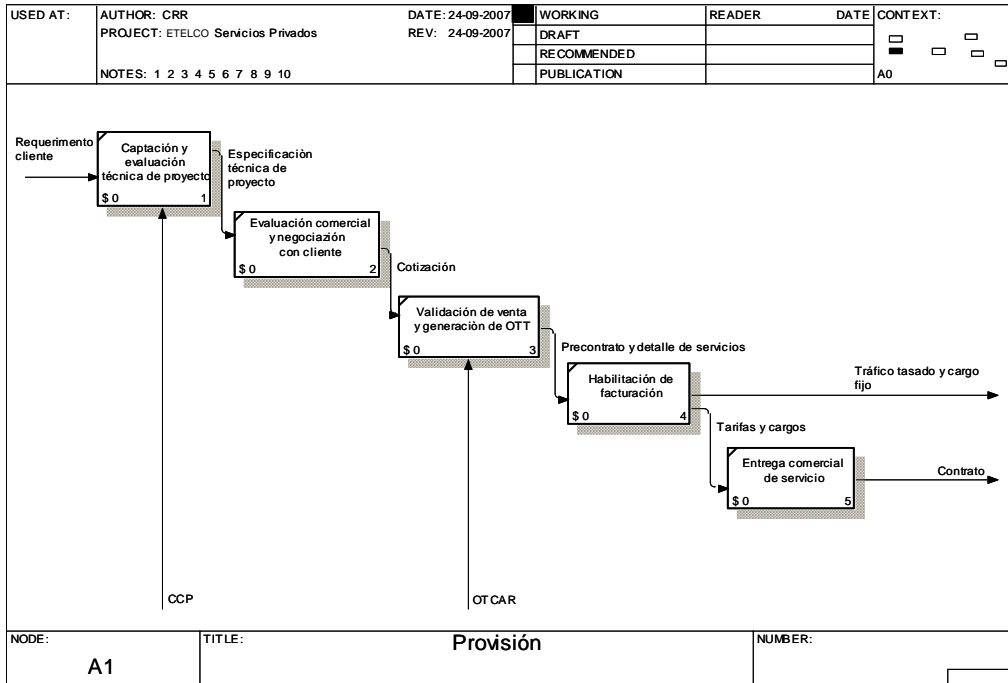 USED AT:
AUTHOR: CRR
DATE: 24-09-2007
PROJECT: ETELCO Servicios Privados
REV: 24-09-2007
NOTES: 1 2 3 4 5 6 7 8 9 10
WORKING
DRAFT
RECOMMENDED
PUBLICATION
READER
DATE
CONTEXT:
A0
Requerimento
cliente
Captación y
evaluación
técnica de proyecto
$ 0
1
Especificaciòn
técnica de
proyecto
Evaluación comercial
y negociazión
con cliente
$ 0
2
Cotización
Validación de venta
y generaciòn de OTT
$ 0
3
Precontrato y detalle de servicios
Habilitación de
facturación
$ 0
4
Tráfico tasado y cargo
fijo
Tarifas y cargos
Entrega comercial
de servicio
$ 0
5
Contrato
CCP
OTCAR
NODE:
A1
TITLE:
Provisión
NUMBER: